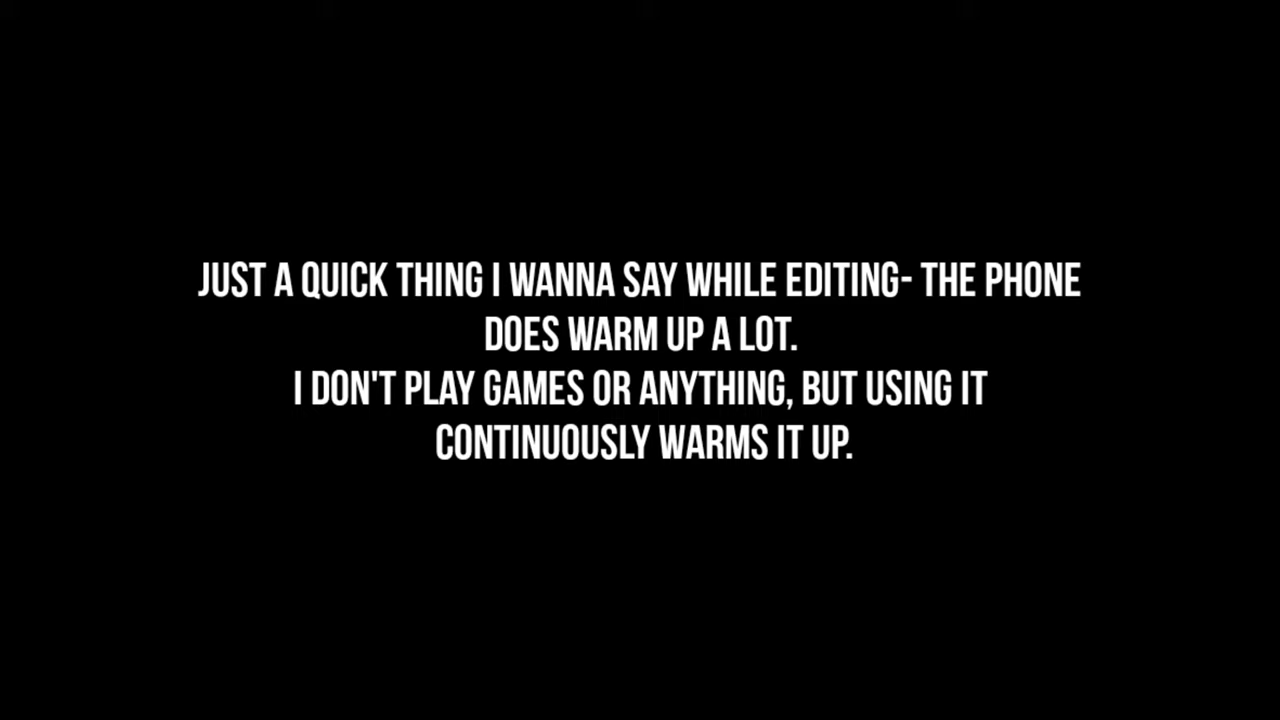 JUST A QUICK THING I WANNA SAY WHILE EDITING- THE PHONE
DOES WARM UP A LOT.
I DON'T PLAY GAMES OR ANYTHING, BUT USING IT
CONTINUOUSLY WARMS IT UP.